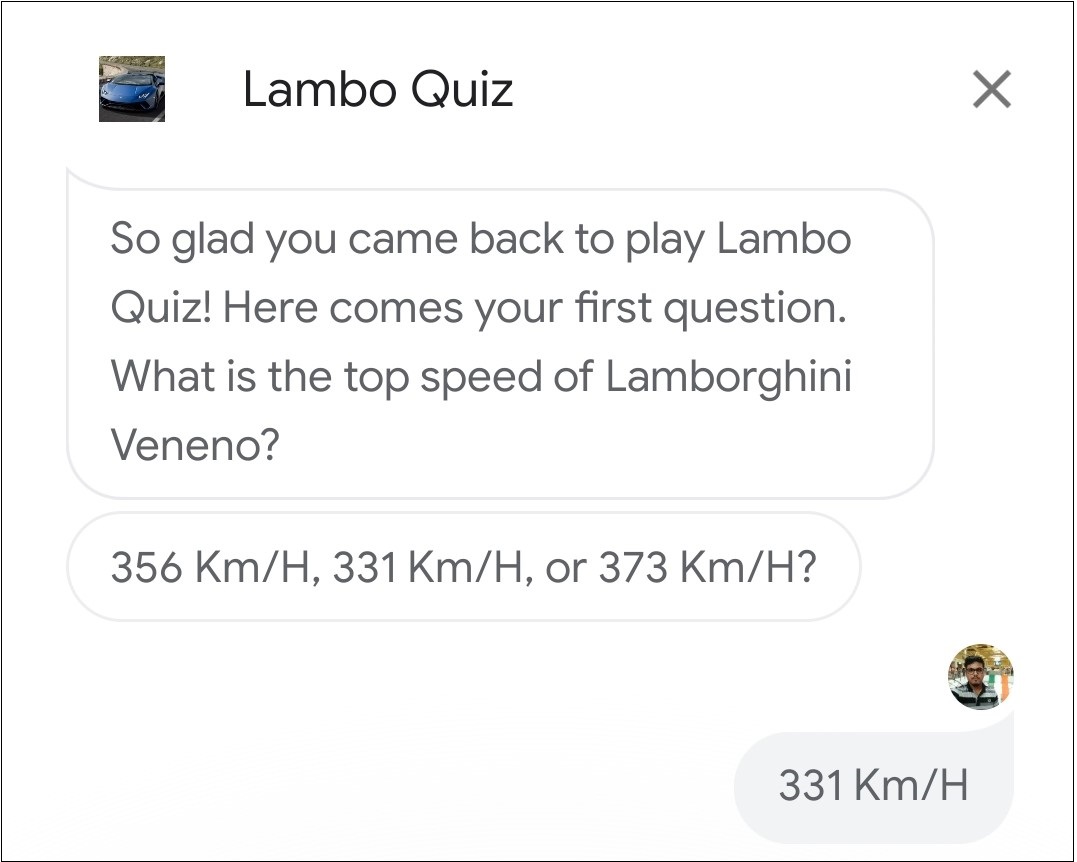 Lambo Quiz
So glad you came back to play Lambo
Quiz! Here comes your first question.
What is the top speed of Lamborghini
Veneno?
356 Km/H, 331 Km/H, or 373 Km/H?
331 Km/H